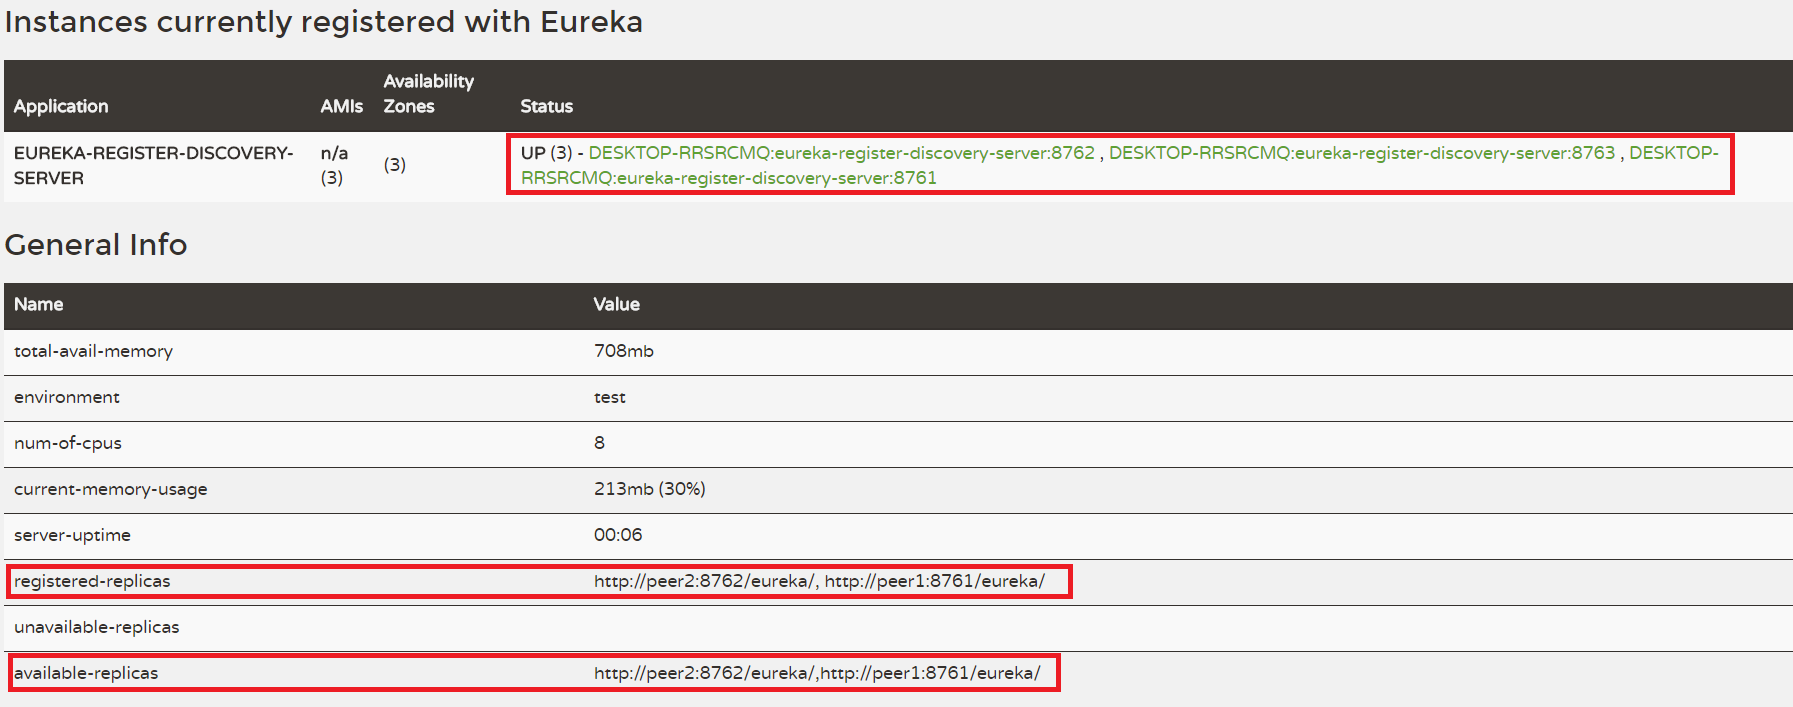 Instances currently registered with Eureka
Application AMIs Availability Zones Status
EUREKA-REGISTER-DISCOVERY-SERVER n/a (3) (3) UP (3) - DESKTOP-RRSRCMQ:eureka-register-discovery-server:8762 , DESKTOP-RRSRCMQ:eureka-register-discovery-server:8763 , DESKTOP-RRSRCMQ:eureka-register-discovery-server:8761
General Info
Name Value
total-avail-memory 708mb
environment test
num-of-cpus 8
current-memory-usage 213mb (30%)
server-uptime 00:06
registered-replicas http://peer2:8762/eureka/, http://peer1:8761/eureka/
unavailable-replicas
available-replicas http://peer2:8762/eureka/,http://peer1:8761/eureka/